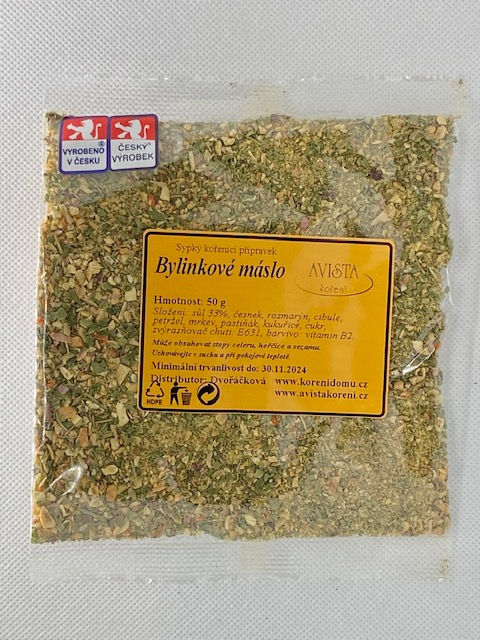 VYROBENO
V ČESKU
ČESKÝ
VÝROBEK
Sypký kořenící přípravek
Bylinkové máslo
AVISTA
koření
Hmotnost: 50 g
Složení: sůl 33%, česnek, rozmarýn, cibule,
petržel, mrkev, pastiňák, kukuřice, cukr,
zvýrazňovač chuti: E631, barvivo: vitamín B2.
Může obsahovat stopy celeru, hořčice a sezamu.
Uchovávejte v suchu a při pokojové teplotě.
Minimální trvanlivost do: 30.11.2024
Distributor: Dvořačková www.korenidomu.cz
www.avistakoreni.cz
HDPE